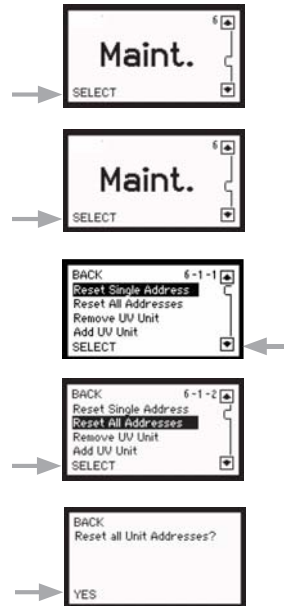 6
Maint.
SELECT
6
Maint.
SELECT
BACK 6-1-1
Reset Single Address
Reset All Addresses
Remove UV Unit
Add UV Unit
SELECT
BACK 6-1-2
Reset Single Address
Reset All Addresses
Remove UV Unit
Add UV Unit
SELECT
BACK
Reset all Unit Addresses?
YES